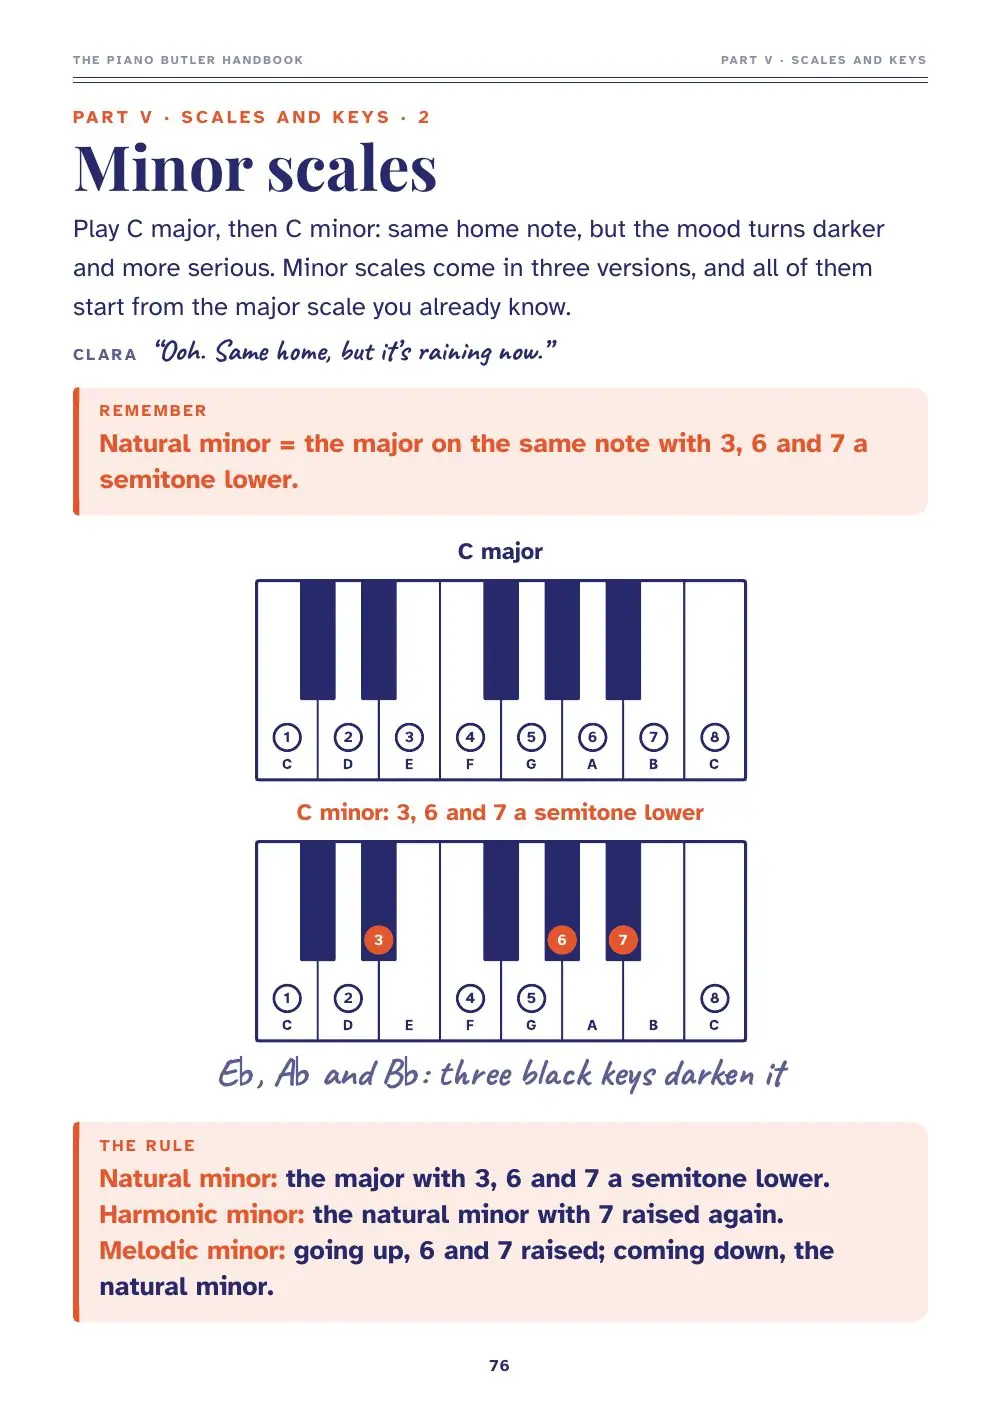 THE PIANO BUTLER HANDBOOK
PART V · SCALES AND KEYS
PART V · SCALES AND KEYS · 2
Minor scales
Play C major, then C minor: same home note, but the mood turns darker
and more serious. Minor scales come in three versions, and all of them
start from the major scale you already know.
CLARA “Ooh. Same home, but it’s raining now.”
REMEMBER
Natural minor = the major on the same note with 3, 6 and 7 a
semitone lower.
C major
1 2 3 4 5 6 7 8
C D E F G A B C
C minor: 3, 6 and 7 a semitone lower
3 6 7
1 2 4 5 8
C D E F G A B C
E♭, A♭ and B♭: three black keys darken it
THE RULE
Natural minor: the major with 3, 6 and 7 a semitone lower.
Harmonic minor: the natural minor with 7 raised again.
Melodic minor: going up, 6 and 7 raised; coming down, the
natural minor.
76